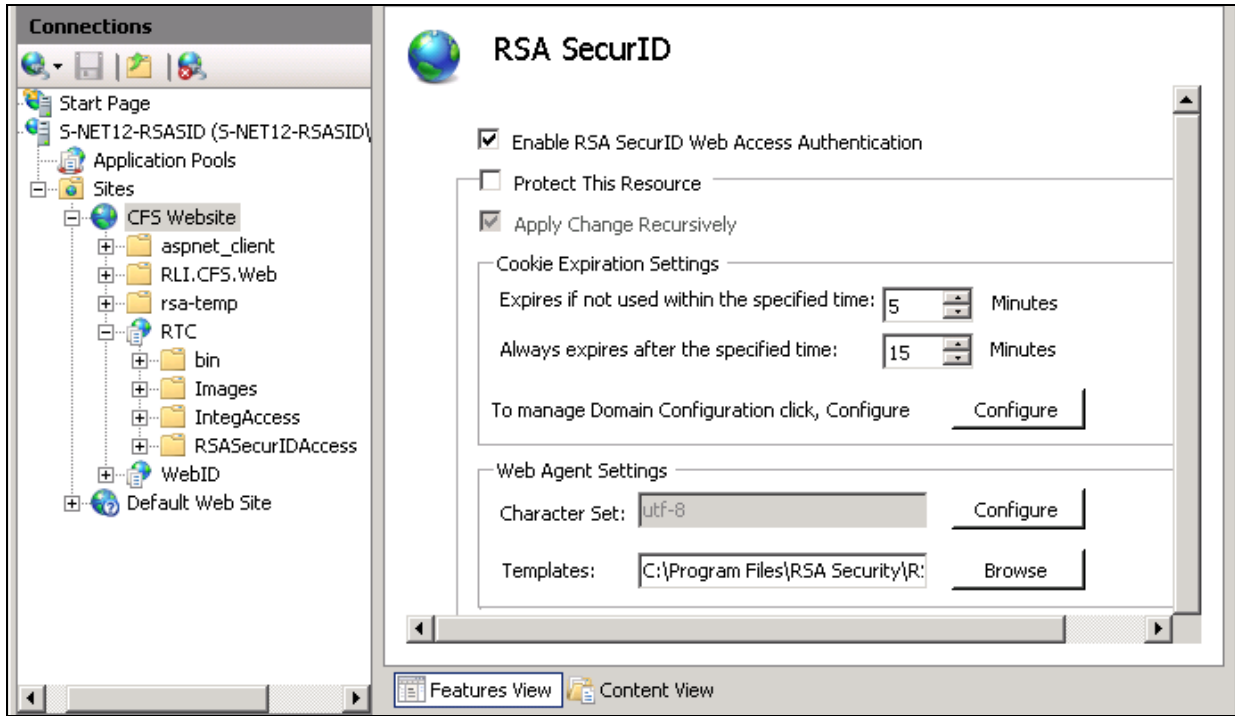 Connections
Start Page
S-NET12-RSASID (S-NET12-RSASID\
Application Pools
Sites
CFS Website
aspnet_client
RLI.CFS.Web
rsa-temp
RTC
bin
Images
IntegAccess
RSASecurIDAccess
WebID
Default Web Site
RSA SecurID
Enable RSA SecurID Web Access Authentication
Protect This Resource
Apply Change Recursively
Cookie Expiration Settings
Expires if not used within the specified time: 5 Minutes
Always expires after the specified time: 15 Minutes
To manage Domain Configuration click, Configure Configure
Web Agent Settings
Character Set: utf-8 Configure
Templates: C:\Program Files\RSA Security\R: Browse
Features View Content View